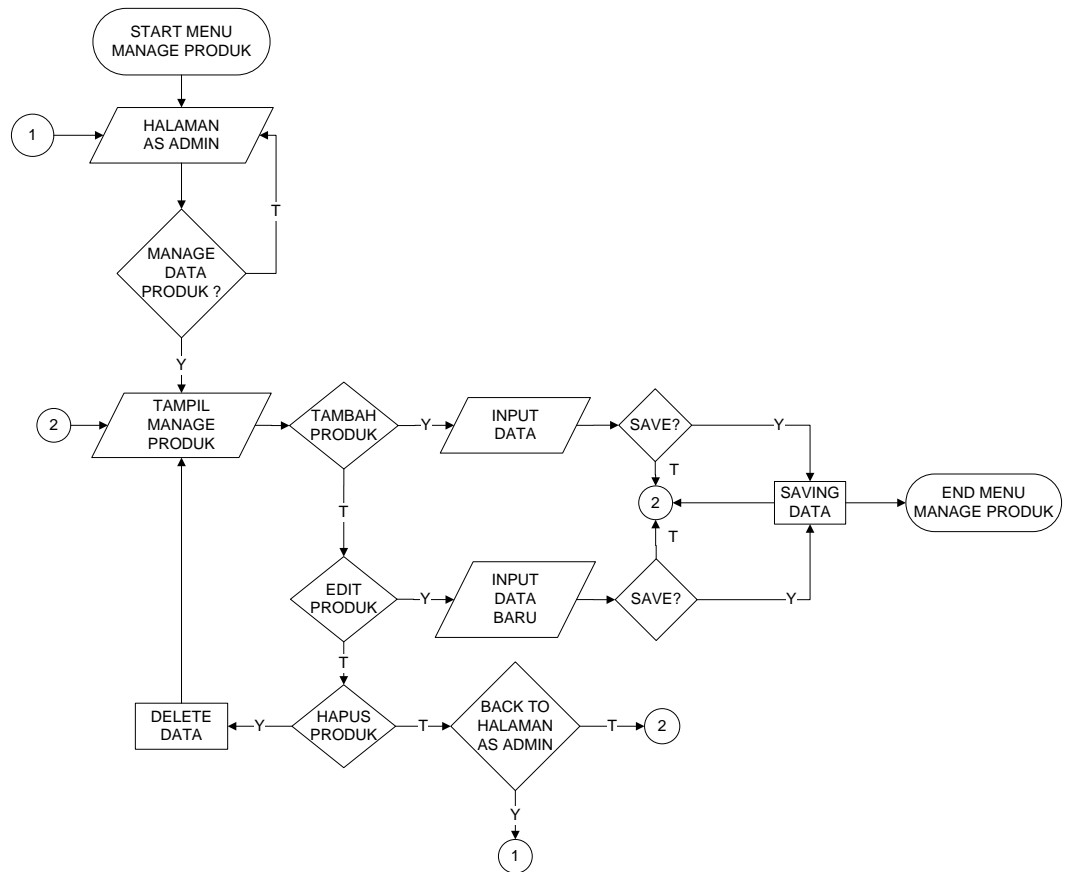 START MENU
MANAGE PRODUK
HALAMAN
AS ADMIN
1
T
MANAGE
DATA
PRODUK ?
Y
TAMPIL
MANAGE
PRODUK
2
TAMBAH
PRODUK
Y
INPUT
DATA
SAVE?
Y
T
2
SAVING
DATA
END MENU
MANAGE PRODUK
T
T
EDIT
PRODUK
Y
INPUT
DATA
BARU
SAVE?
Y
T
HAPUS
PRODUK
Y
DELETE
DATA
T
BACK TO
HALAMAN
AS ADMIN
T
2
Y
1